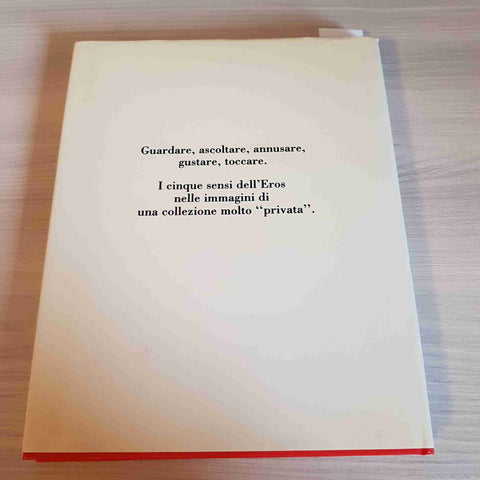 Guardare, ascoltare, annusare,
gustare, toccare.
I cinque sensi dell’Eros
nelle immagini di
una collezione molto “privata”.